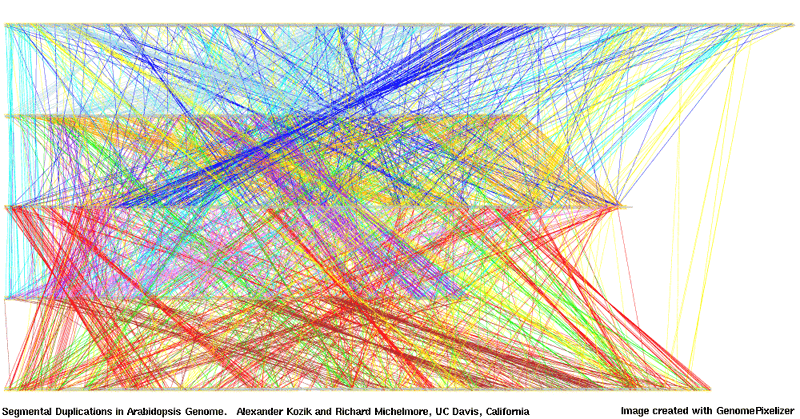 Segmental Duplications in Arabidopsis Genome. Alexander Kozik and Richard Michelmore, UC Davis, California Image created with GenomePixelizer